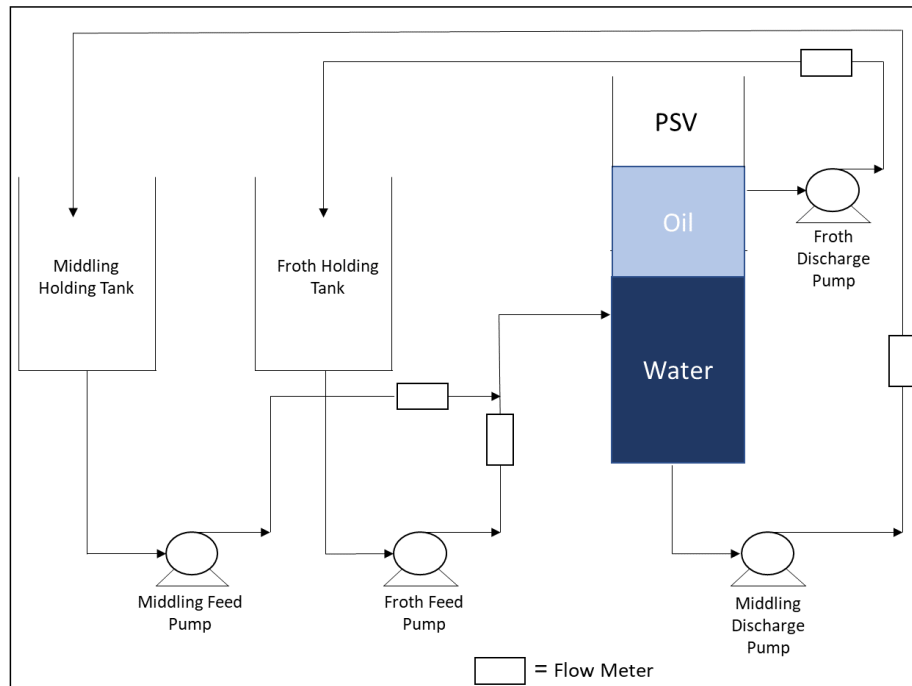 PSV
Oil
Froth
Discharge
Pump
Middling
Holding Tank
Froth Holding
Tank
Water
Middling Feed
Pump
Froth Feed
Pump
Middling
Discharge
Pump
= Flow Meter